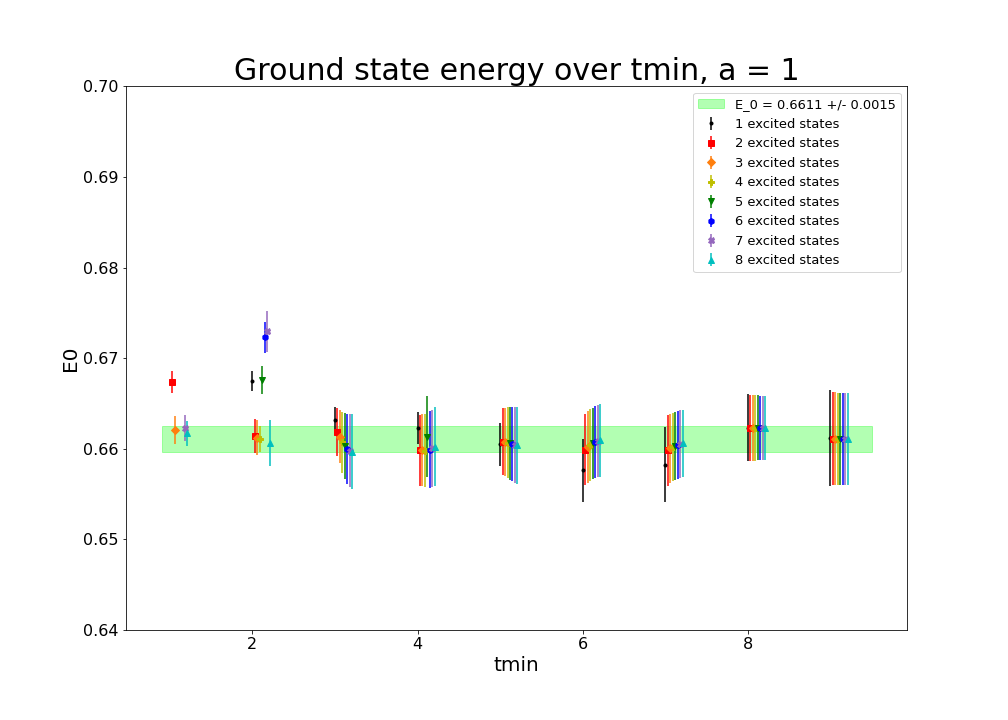 Ground state energy over tmin, a = 1
0.70
0.69
0.68
0.67
0.66
0.65
0.64
E0
E_0 = 0.6611 +/- 0.0015
1 excited states
2 excited states
3 excited states
4 excited states
5 excited states
6 excited states
7 excited states
8 excited states
2
4
6
8
tmin